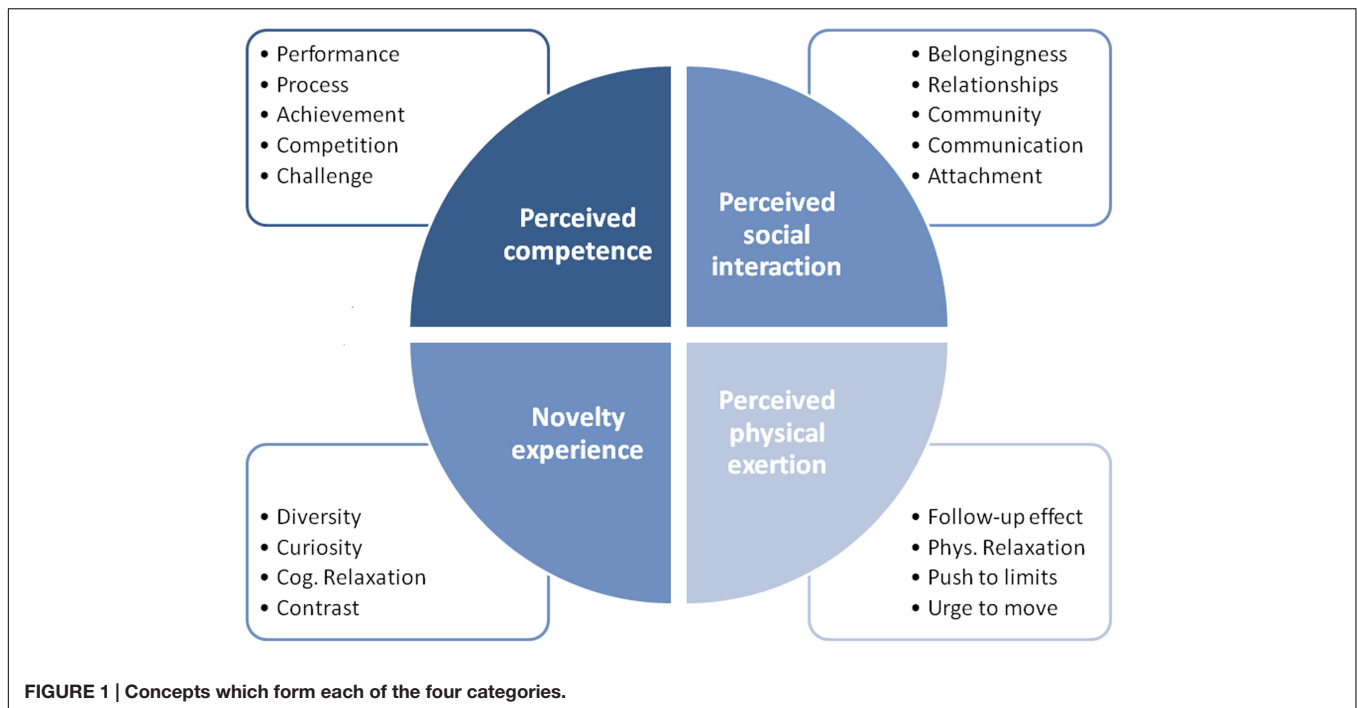 • Performance
• Process
• Achievement
• Competition
• Challenge
• Belongingness
• Relationships
• Community
• Communication
• Attachment
Perceived
competence
Perceived
social
interaction
Novelty
experience
Perceived
physical
exertion
• Diversity
• Curiosity
• Cog. Relaxation
• Contrast
• Follow-up effect
• Phys. Relaxation
• Push to limits
• Urge to move
FIGURE 1 | Concepts which form each of the four categories.